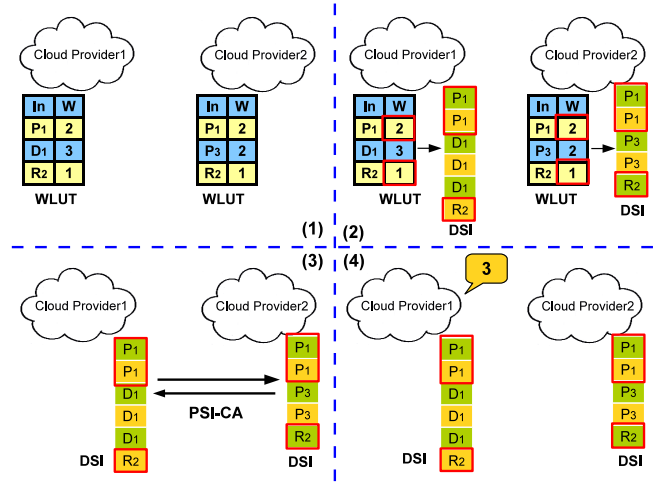 Cloud Provider1
In W
P1 2
D1 3
R2 1
WLUT
Cloud Provider2
In W
P1 2
P3 2
R2 1
WLUT
(1)
Cloud Provider1
In W
P1 2
D1 3
R2 1
WLUT
P1
P1
D1
D1
D1
R2
DSI
Cloud Provider2
In W
P1 2
P3 2
R2 1
WLUT
P1
P1
P3
P3
R2
DSI
(2)
(3)
Cloud Provider1
P1
P1
D1
D1
D1
R2
DSI
PSI-CA
Cloud Provider2
P1
P1
P3
P3
R2
DSI
(4)
3
Cloud Provider1
P1
P1
D1
D1
D1
R2
DSI
Cloud Provider2
P1
P1
P3
P3
R2
DSI